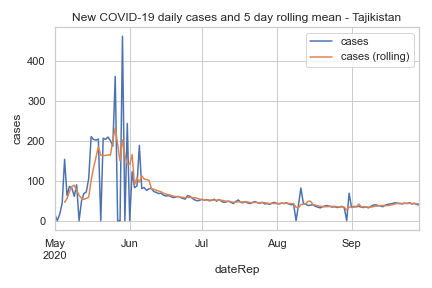 New COVID-19 daily cases and 5 day rolling mean - Tajikistan
cases
cases (rolling)
cases
400
300
200
100
0
May
2020
Jun
Jul
Aug
Sep
dateRep